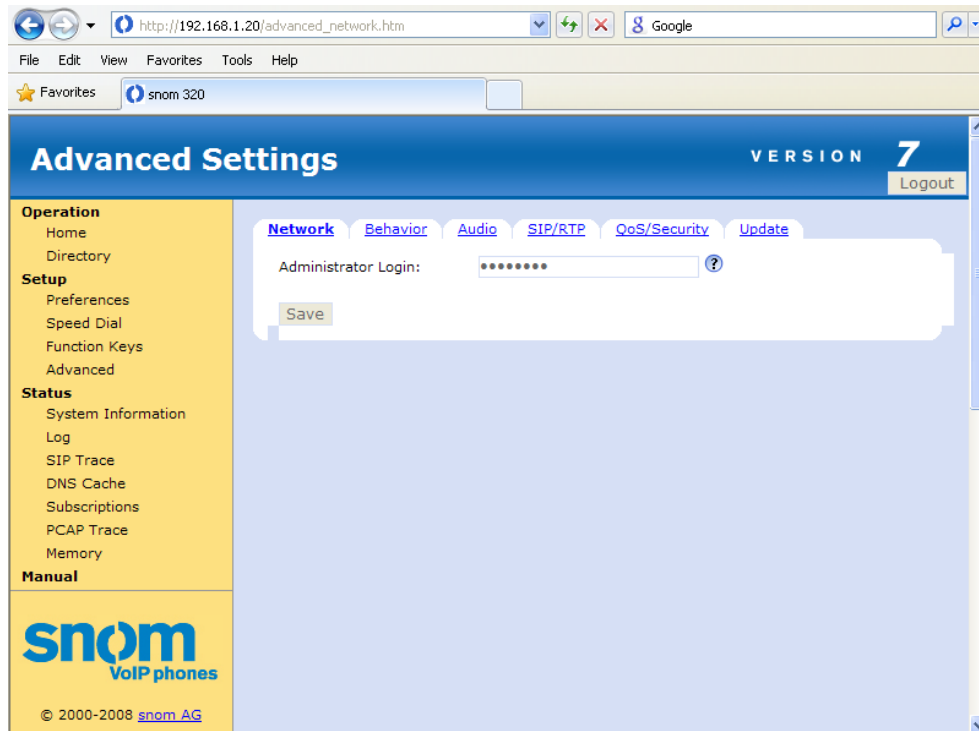 http://192.168.1.20/advanced_network.htm
Google
File Edit View Favorites Tools Help
Favorites
snom 320
Advanced Settings
VERSION 7
Logout
Operation
Home
Directory
Setup
Preferences
Speed Dial
Function Keys
Advanced
Status
System Information
Log
SIP Trace
DNS Cache
Subscriptions
PCAP Trace
Memory
Manual
snom
VoIP phones
© 2000-2008 snom AG
Network Behavior Audio SIP/RTP QoS/Security Update
Administrator Login: ••••••••
Save